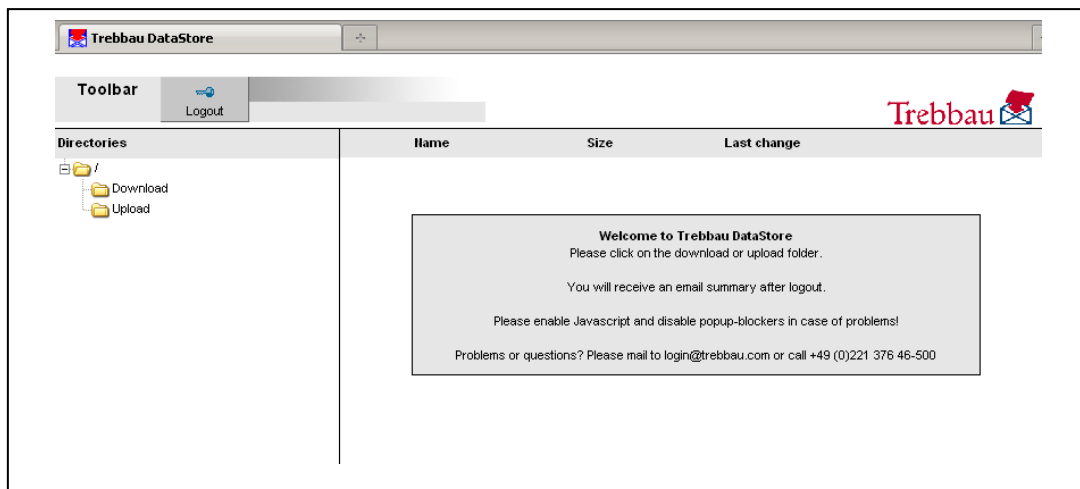 Trebbau DataStore
Toolbar
Logout
Trebbau
Directories
Name Size Last change
/
Download
Upload
Welcome to Trebbau DataStore
Please click on the download or upload folder.
You will receive an email summary after logout.
Please enable Javascript and disable popup-blockers in case of problems!
Problems or questions? Please mail to login@trebbau.com or call +49 (0)221 376 46-500